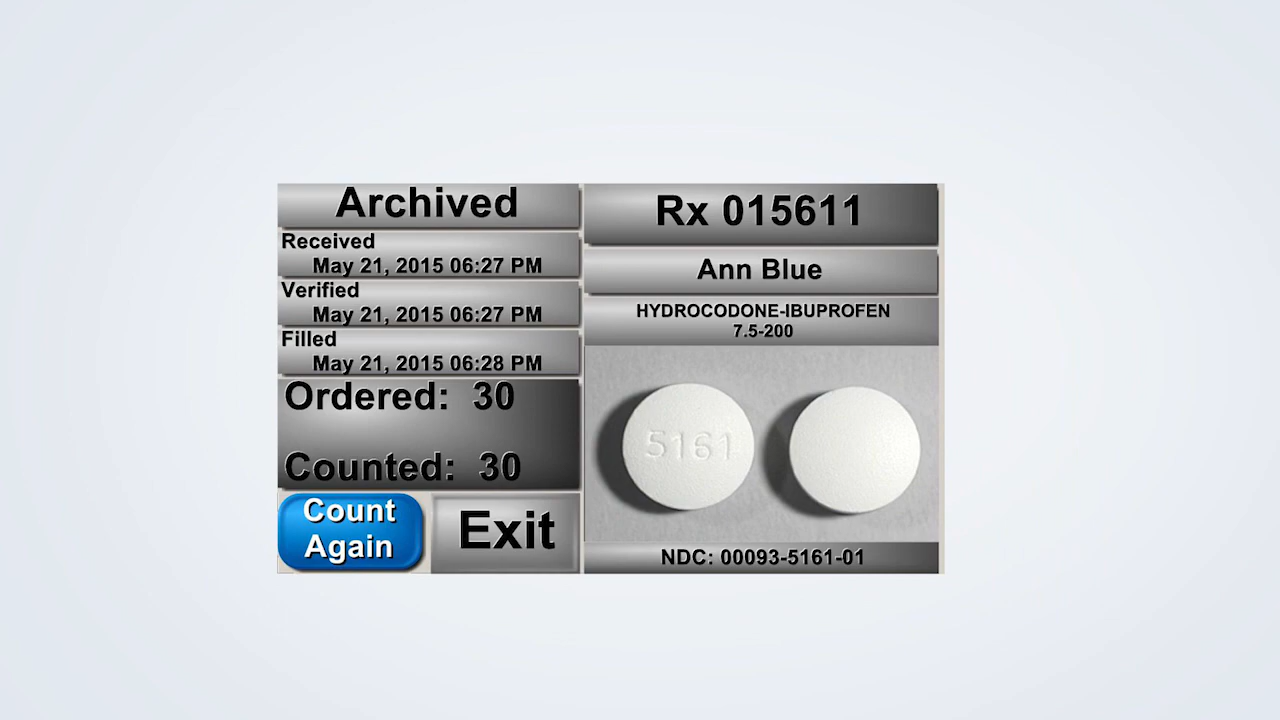 Archived
Received
May 21, 2015 06:27 PM
Verified
May 21, 2015 06:27 PM
Filled
May 21, 2015 06:28 PM
Ordered: 30
Counted: 30
Count
Again
Exit
Rx 015611
Ann Blue
HYDROCODONE-IBUPROFEN
7.5-200
5161
NDC: 00093-5161-01